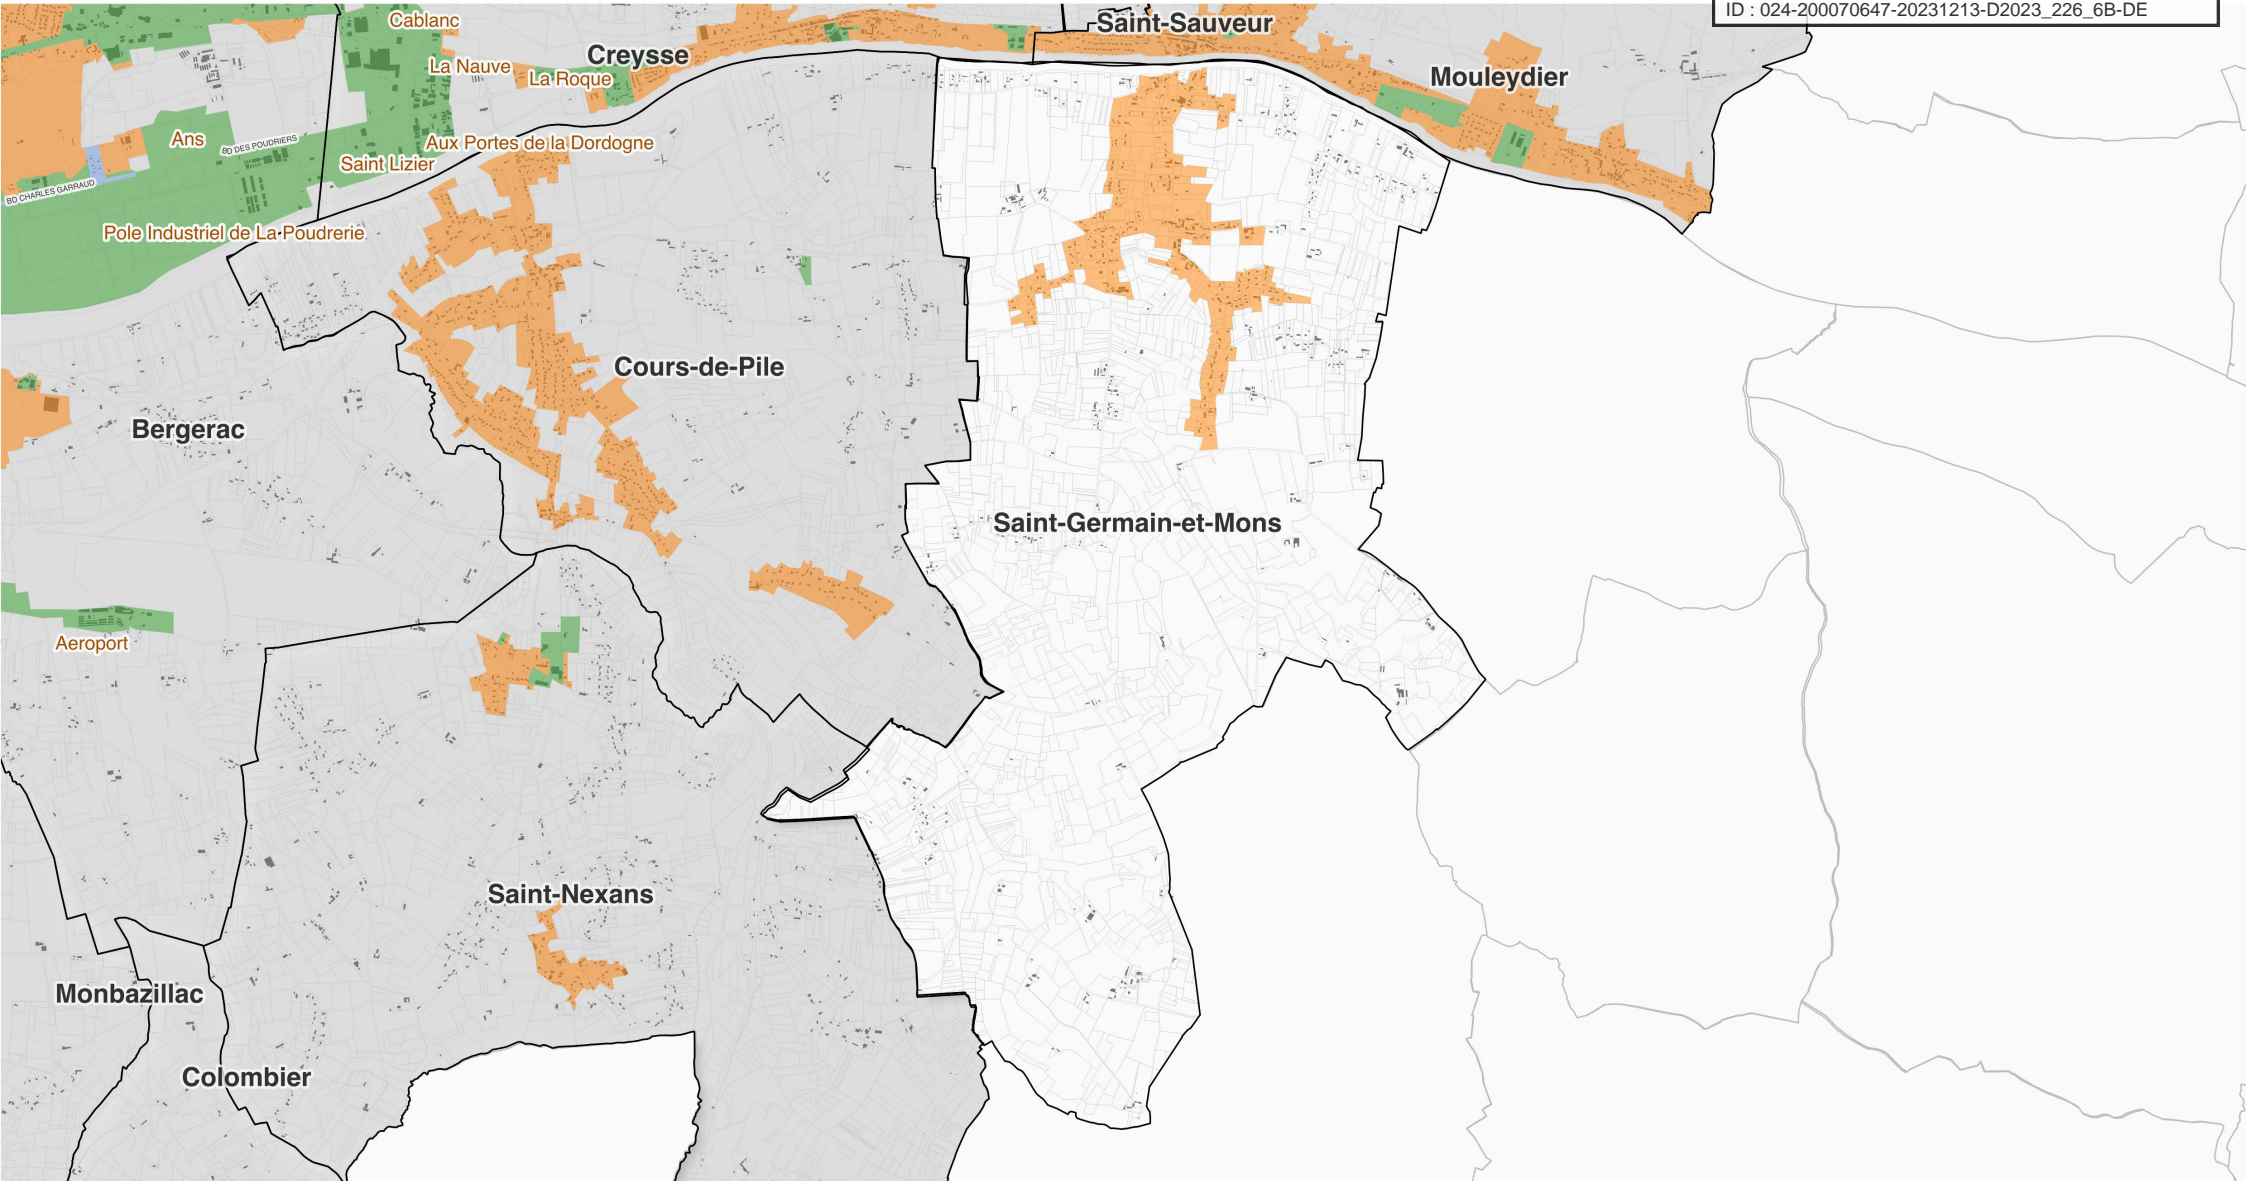 ID : 024-200070647-20231213-D2023_226_6B-DE
Cablanc
Saint-Sauveur
Creysse
La Nauve
La Roque
Mouleydier
Ans
BD DES POUDRIERS
Aux Portes de la Dordogne
Saint Lizier
BD CHARLES GARRAUD
Pole Industriel de La Poudrerie
Cours-de-Pile
Bergerac
Saint-Germain-et-Mons
Aeroport
Saint-Nexans
Monbazillac
Colombier